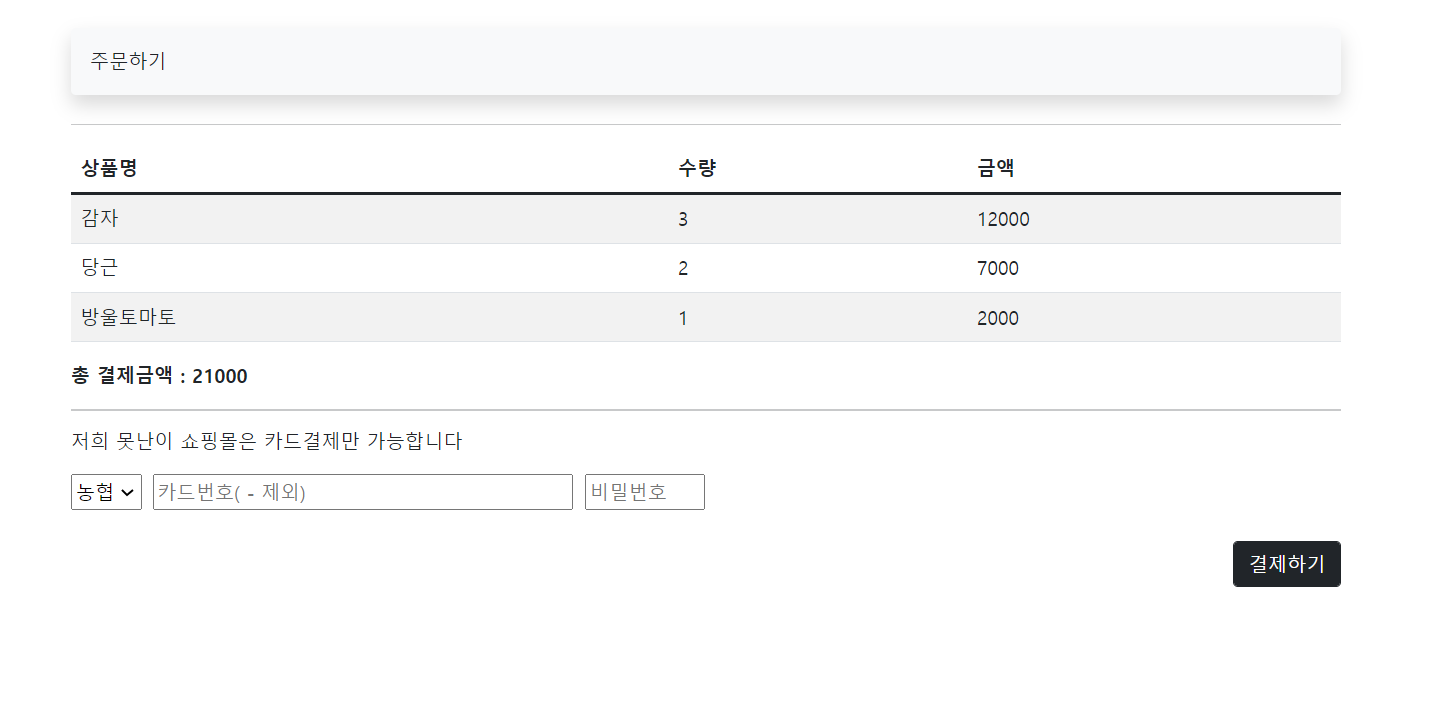 주문하기
상품명 수량 금액
감자 3 12000
당근 2 7000
방울토마토 1 2000
총 결제금액 : 21000
저희 못난이 쇼핑몰은 카드결제만 가능합니다
농협 카드번호( - 제외) 비밀번호
결제하기